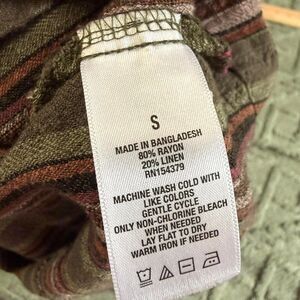 S
MADE IN BANGLADESH
80% RAYON
20% LINEN
RN154379
MACHINE WASH COLD WITH
LIKE COLORS
GENTLE CYCLE
ONLY NON-CHLORINE BLEACH
WHEN NEEDED
LAY FLAT TO DRY
WARM IRON IF NEEDED